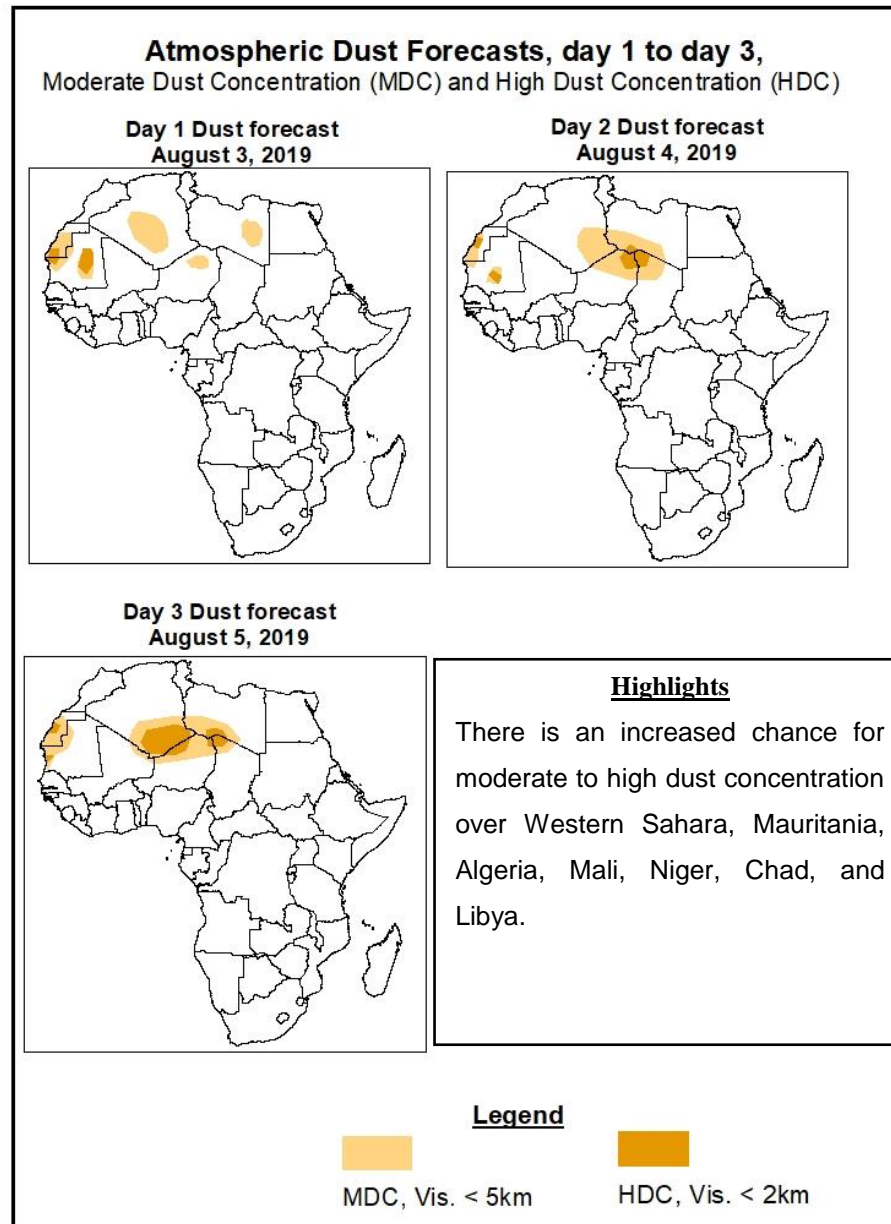 Atmospheric Dust Forecasts, day 1 to day 3,
Moderate Dust Concentration (MDC) and High Dust Concentration (HDC)
Day 1 Dust forecast
August 3, 2019
Day 2 Dust forecast
August 4, 2019
Day 3 Dust forecast
August 5, 2019
Highlights
There is an increased chance for
moderate to high dust concentration
over Western Sahara, Mauritania,
Algeria, Mali, Niger, Chad, and
Libya.
Legend
MDC, Vis. < 5km
HDC, Vis. < 2km